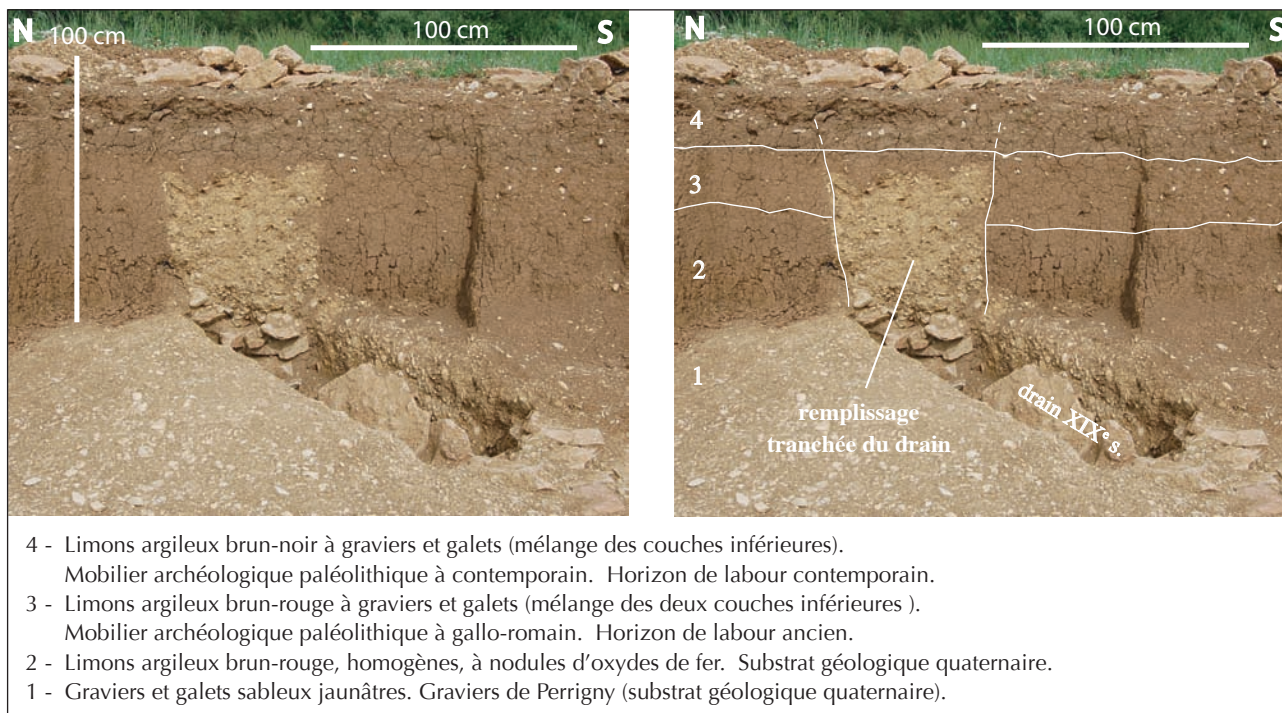 N
100 cm
100 cm
S
N
100 cm
S
4
3
2
1
remplissage
tranchée du drain
drain XIXe s.
4 - Limons argileux brun-noir à graviers et galets (mélange des couches inférieures).
Mobilier archéologique paléolithique à contemporain. Horizon de labour contemporain.
3 - Limons argileux brun-rouge à graviers et galets (mélange des deux couches inférieures ).
Mobilier archéologique paléolithique à gallo-romain. Horizon de labour ancien.
2 - Limons argileux brun-rouge, homogènes, à nodules d'oxydes de fer. Substrat géologique quaternaire.
1 - Graviers et galets sableux jaunâtres. Graviers de Perrigny (substrat géologique quaternaire).